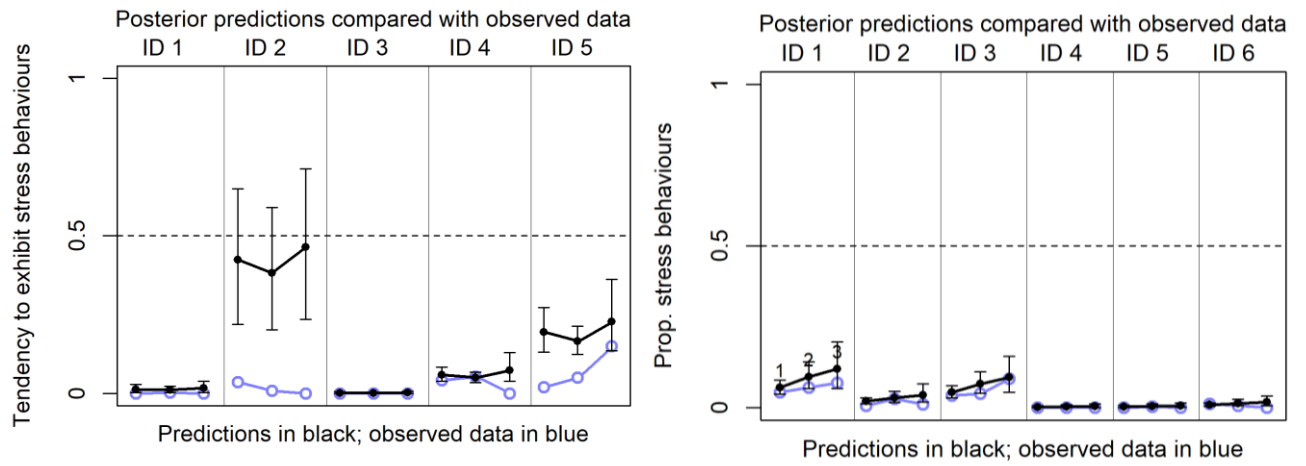 Posterior predictions compared with observed data
ID 1 ID 2 ID 3 ID 4 ID 5
Tendency to exhibit stress behaviours
1
0.5
0
Predictions in black; observed data in blue
Posterior predictions compared with observed data
ID 1 ID 2 ID 3 ID 4 ID 5 ID 6
Prop. stress behaviours
1
0.5
0
1 2 3
Predictions in black; observed data in blue